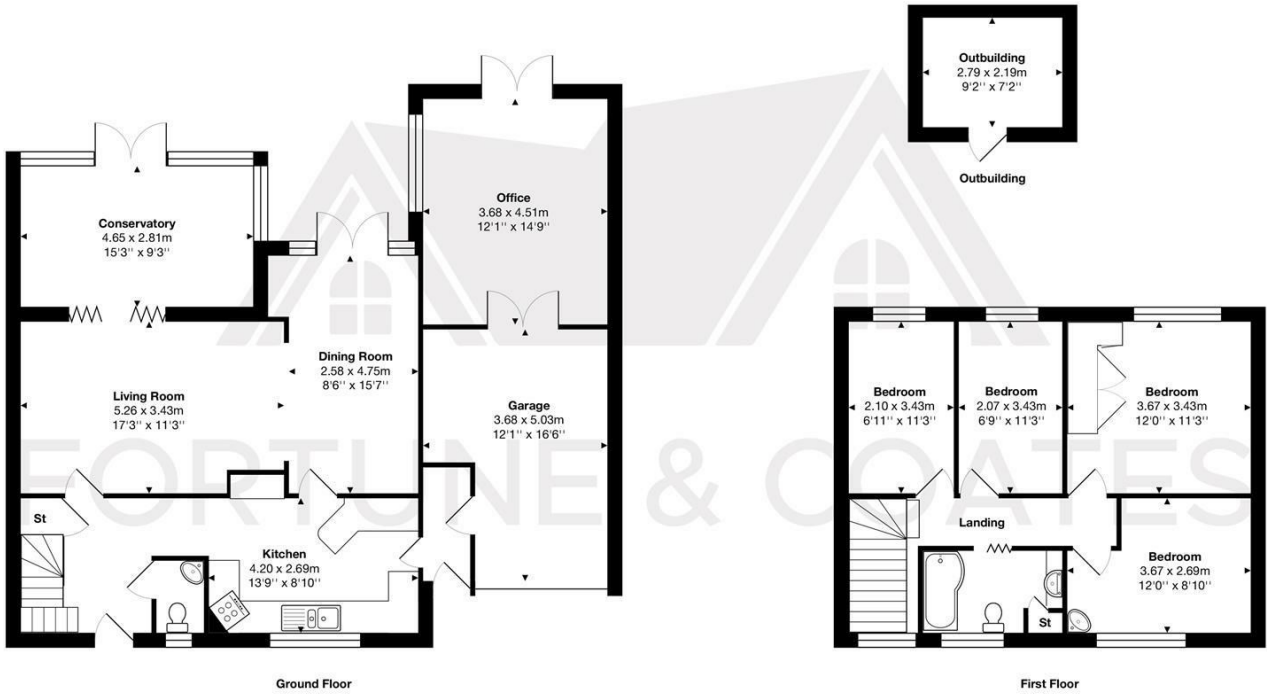 Outbuilding
2.79 x 2.19m
9'2'' x 7'2''
Outbuilding
Office
3.68 x 4.51m
12'1'' x 14'9''
Conservatory
4.65 x 2.81m
15'3'' x 9'3''
Dining Room
2.58 x 4.75m
8'6'' x 15'7''
Living Room
5.26 x 3.43m
17'3'' x 11'3''
Garage
3.68 x 5.03m
12'1'' x 16'6''
St
Kitchen
4.20 x 2.69m
13'9'' x 8'10''
Ground Floor
Bedroom
2.10 x 3.43m
6'11'' x 11'3''
Bedroom
2.07 x 3.43m
6'9'' x 11'3''
Bedroom
3.67 x 3.43m
12'0'' x 11'3''
Landing
Bedroom
3.67 x 2.69m
12'0'' x 8'10''
St
First Floor
FORTUNE & COATES